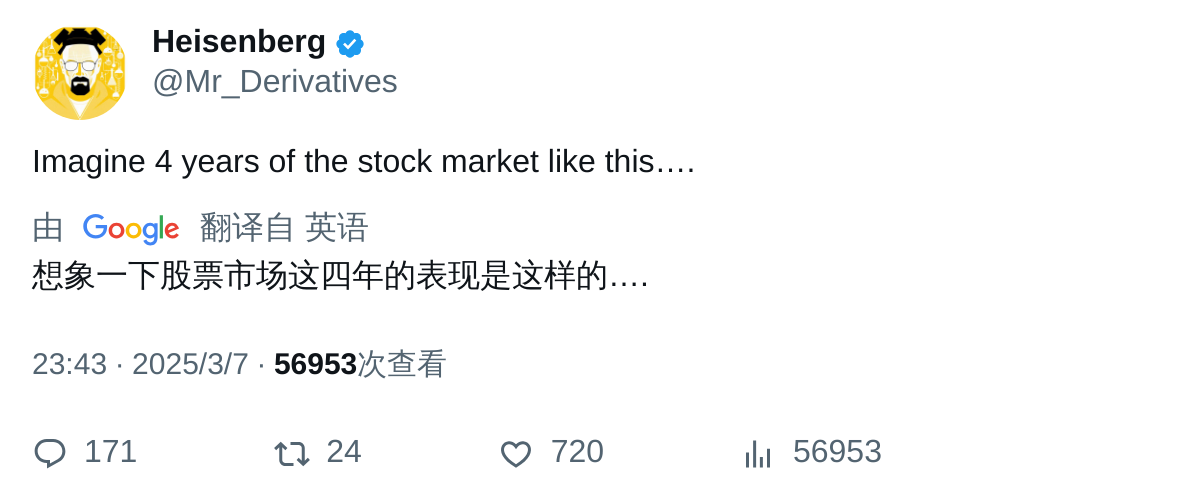 Heisenberg
@Mr_Derivatives
Imagine 4 years of the stock market like this….
由 Google 翻译自 英语
想象一下股票市场这四年的表现是这样的….
23:43 · 2025/3/7 · 56953次查看
171 24 720 56953